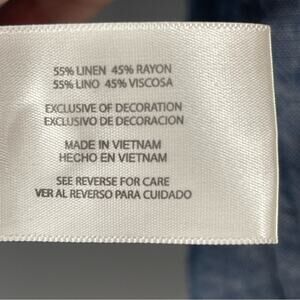 55% LINEN 45% RAYON
55% LINO 45% VISCOSA
EXCLUSIVE OF DECORATION
EXCLUSIVO DE DECORACION
MADE IN VIETNAM
HECHO EN VIETNAM
SEE REVERSE FOR CARE
VER AL REVERSO PARA CUIDADO